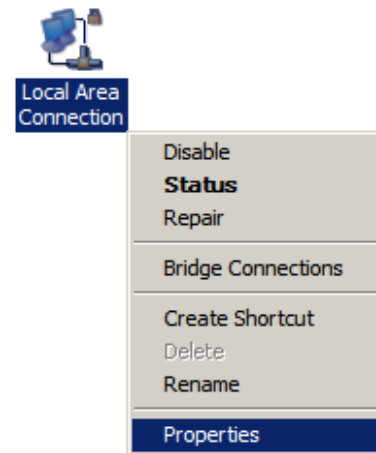 Local Area
Connection
Disable
Status
Repair
Bridge Connections
Create Shortcut
Delete
Rename
Properties